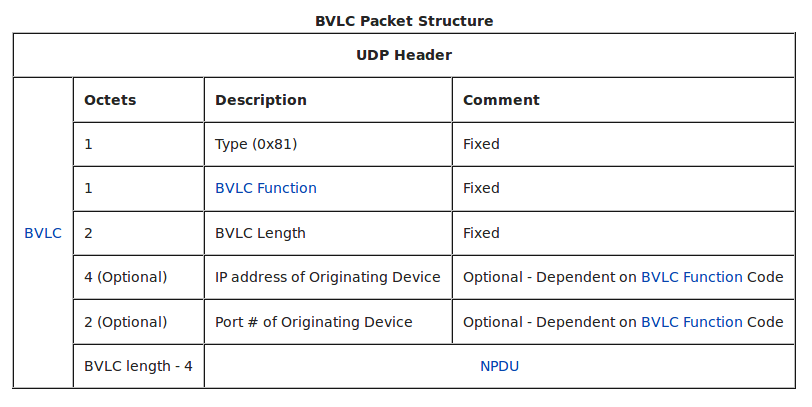 BVLC Packet Structure
UDP Header
Octets Description Comment
1 Type (0x81) Fixed
1 BVLC Function Fixed
BVLC 2 BVLC Length Fixed
4 (Optional) IP address of Originating Device Optional - Dependent on BVLC Function Code
2 (Optional) Port # of Originating Device Optional - Dependent on BVLC Function Code
BVLC length - 4 NPDU